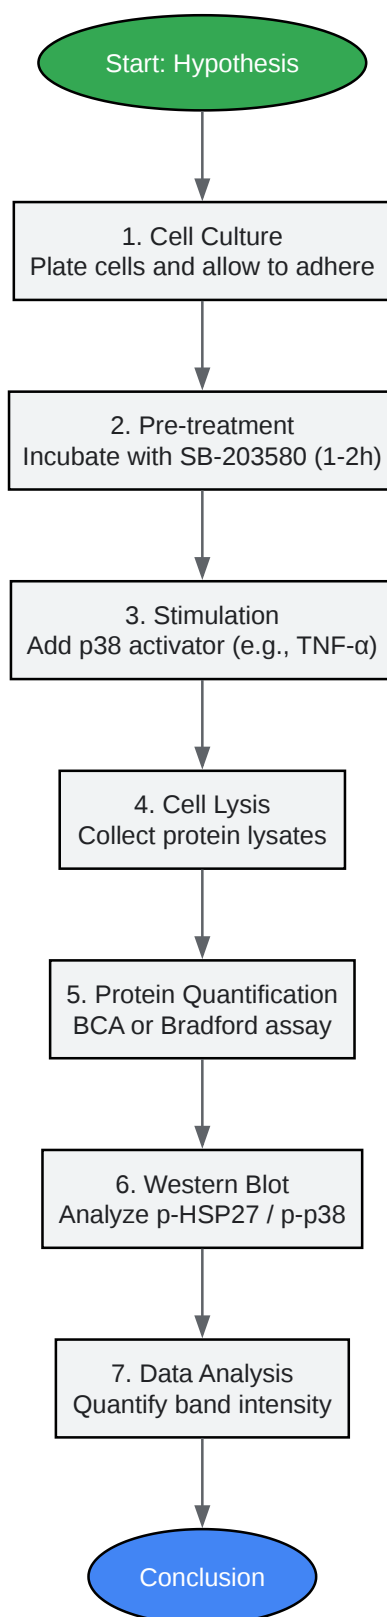 Start: Hypothesis
1. Cell Culture
Plate cells and allow to adhere
2. Pre-treatment
Incubate with SB-203580 (1-2h)
3. Stimulation
Add p38 activator (e.g., TNF-α)
4. Cell Lysis
Collect protein lysates
5. Protein Quantification
BCA or Bradford assay
6. Western Blot
Analyze p-HSP27 / p-p38
7. Data Analysis
Quantify band intensity
Conclusion